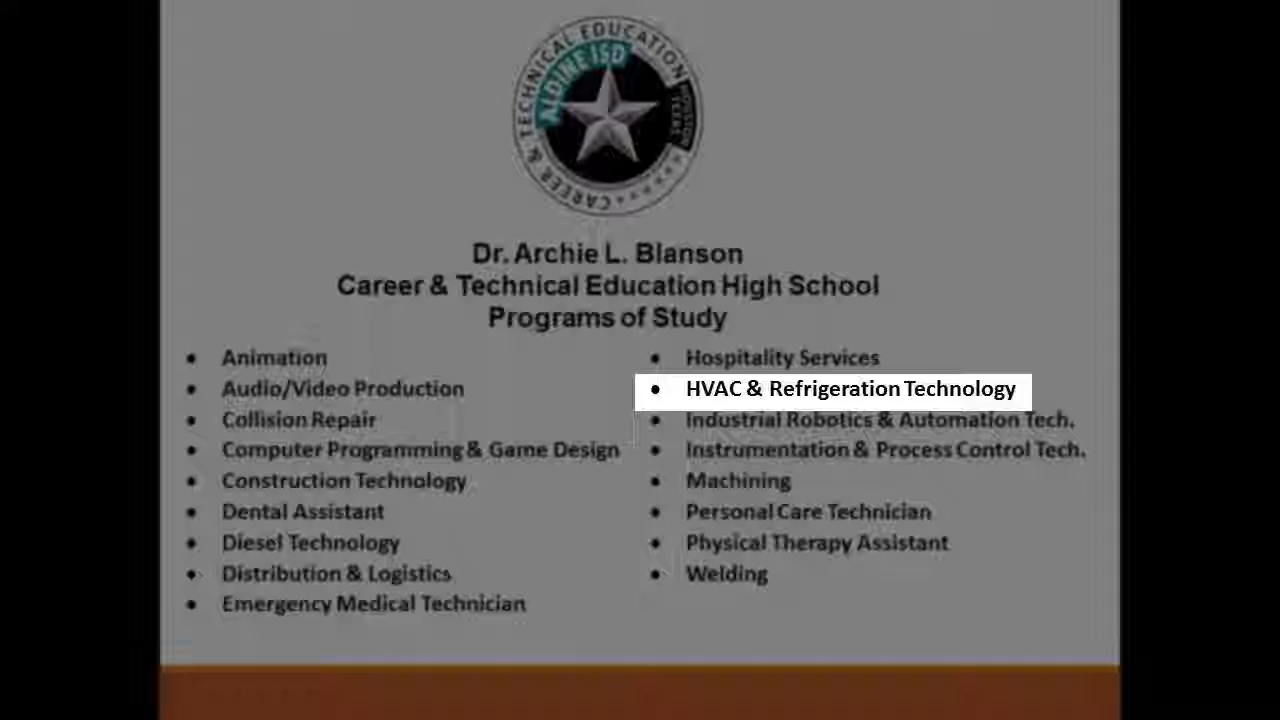 CAREER & TECHNICAL EDUCATION
ALDINE ISD
HOUSTON TEXAS
Dr. Archie L. Blanson
Career & Technical Education High School
Programs of Study
• Animation
• Audio/Video Production
• Collision Repair
• Computer Programming & Game Design
• Construction Technology
• Dental Assistant
• Diesel Technology
• Distribution & Logistics
• Emergency Medical Technician
• Hospitality Services
• HVAC & Refrigeration Technology
• Industrial Robotics & Automation Tech.
• Instrumentation & Process Control Tech.
• Machining
• Personal Care Technician
• Physical Therapy Assistant
• Welding